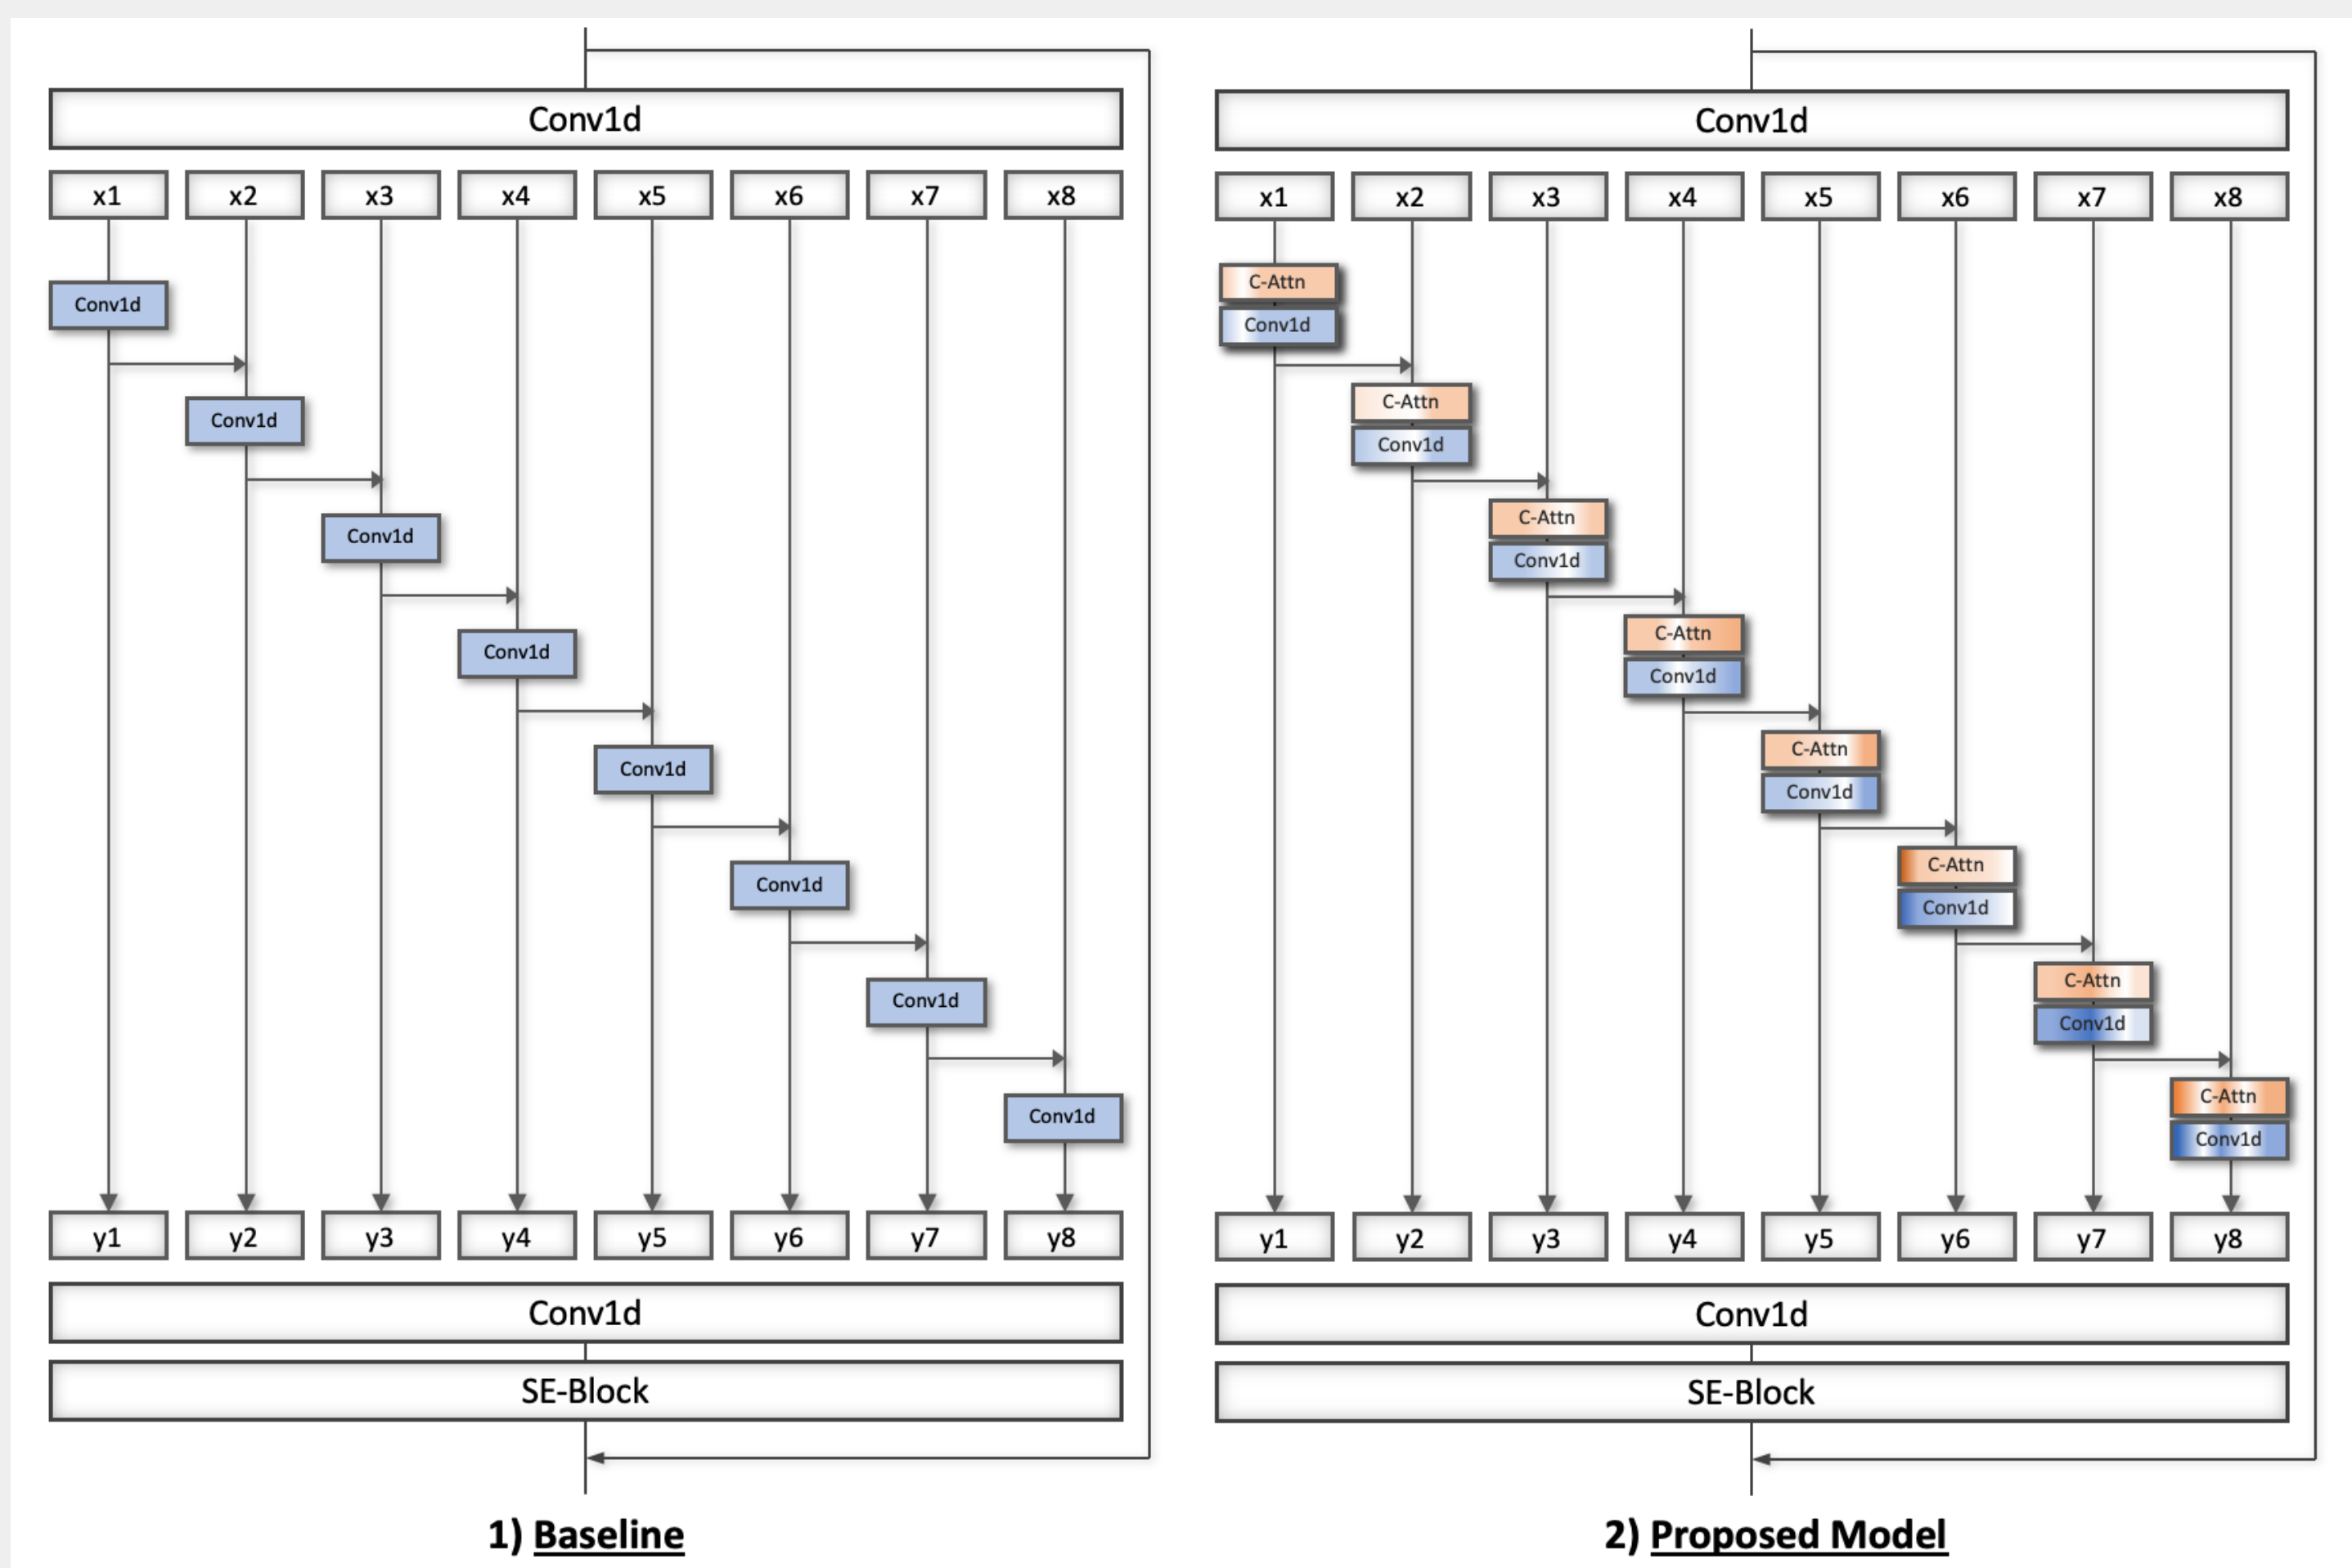 Conv1d
x1 x2 x3 x4 x5 x6 x7 x8
Conv1d
Conv1d
Conv1d
Conv1d
Conv1d
Conv1d
Conv1d
Conv1d
y1 y2 y3 y4 y5 y6 y7 y8
Conv1d
SE-Block
1) Baseline
Conv1d
x1 x2 x3 x4 x5 x6 x7 x8
C-Attn
Conv1d
C-Attn
Conv1d
C-Attn
Conv1d
C-Attn
Conv1d
C-Attn
Conv1d
C-Attn
Conv1d
C-Attn
Conv1d
C-Attn
Conv1d
y1 y2 y3 y4 y5 y6 y7 y8
Conv1d
SE-Block
2) Proposed Model